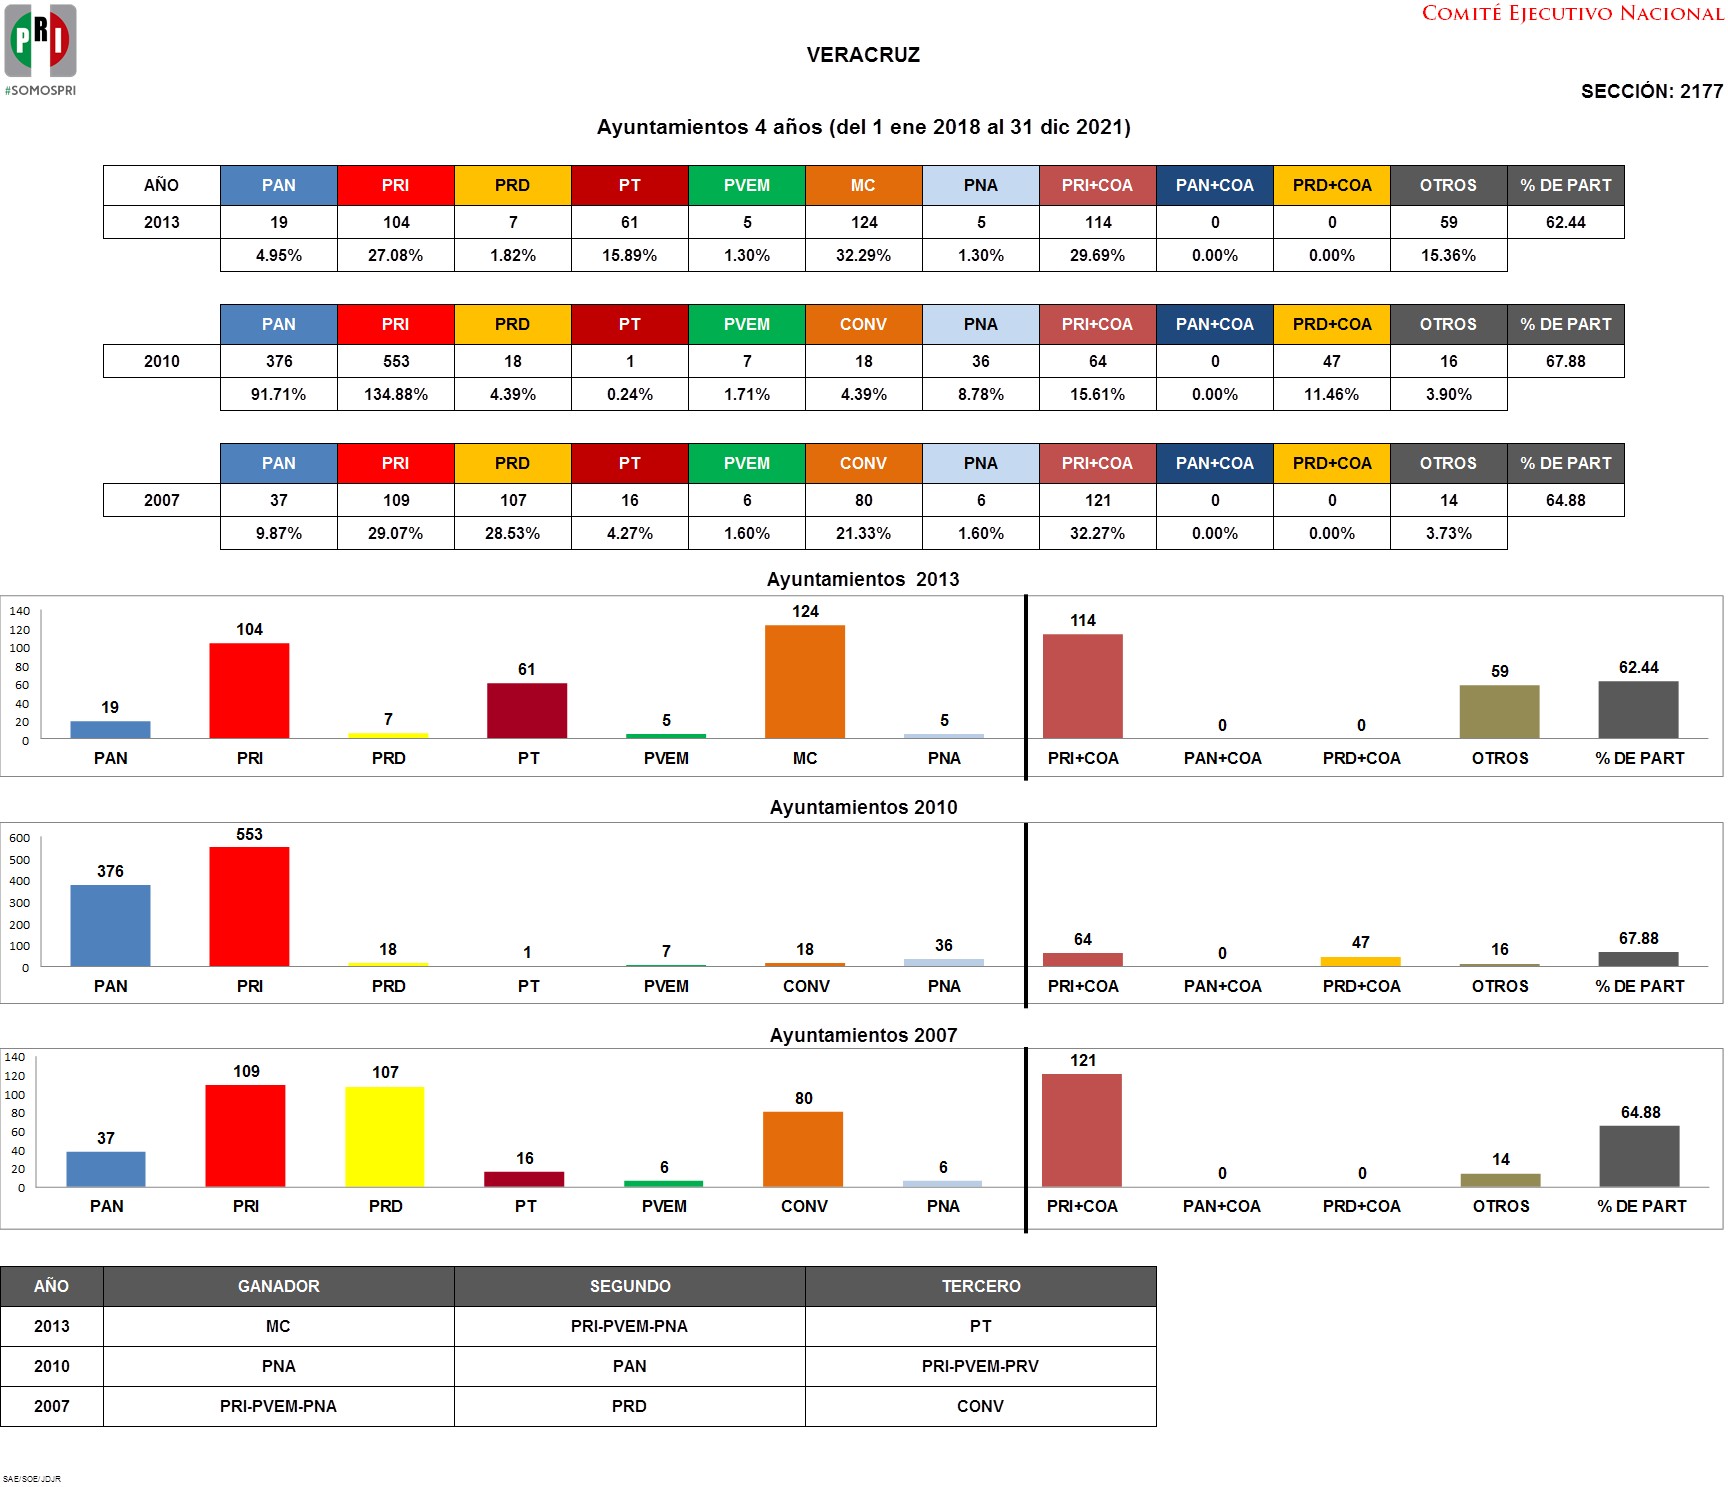 PRI
#SOMOSPRI
COMITÉ EJECUTIVO NACIONAL
VERACRUZ
SECCIÓN: 2177
Ayuntamientos 4 años (del 1 ene 2018 al 31 dic 2021)
AÑO PAN PRI PRD PT PVEM MC PNA PRI+COA PAN+COA PRD+COA OTROS % DE PART
2013 19 104 7 61 5 124 5 114 0 0 59 62.44
4.95% 27.08% 1.82% 15.89% 1.30% 32.29% 1.30% 29.69% 0.00% 0.00% 15.36%
PAN PRI PRD PT PVEM CONV PNA PRI+COA PAN+COA PRD+COA OTROS % DE PART
2010 376 553 18 1 7 18 36 64 0 47 16 67.88
91.71% 134.88% 4.39% 0.24% 1.71% 4.39% 8.78% 15.61% 0.00% 11.46% 3.90%
PAN PRI PRD PT PVEM CONV PNA PRI+COA PAN+COA PRD+COA OTROS % DE PART
2007 37 109 107 16 6 80 6 121 0 0 14 64.88
9.87% 29.07% 28.53% 4.27% 1.60% 21.33% 1.60% 32.27% 0.00% 0.00% 3.73%
Ayuntamientos 2013
140
120
100
80
60
40
20
0
19 104 7 61 5 124 5 114 0 0 59 62.44
PAN PRI PRD PT PVEM MC PNA PRI+COA PAN+COA PRD+COA OTROS % DE PART
Ayuntamientos 2010
600
500
400
300
200
100
0
376 553 18 1 7 18 36 64 0 47 16 67.88
PAN PRI PRD PT PVEM CONV PNA PRI+COA PAN+COA PRD+COA OTROS % DE PART
Ayuntamientos 2007
140
120
100
80
60
40
20
0
37 109 107 16 6 80 6 121 0 0 14 64.88
PAN PRI PRD PT PVEM CONV PNA PRI+COA PAN+COA PRD+COA OTROS % DE PART
AÑO GANADOR SEGUNDO TERCERO
2013 MC PRI-PVEM-PNA PT
2010 PNA PAN PRI-PVEM-PRV
2007 PRI-PVEM-PNA PRD CONV
SAE/SOE/JDJR